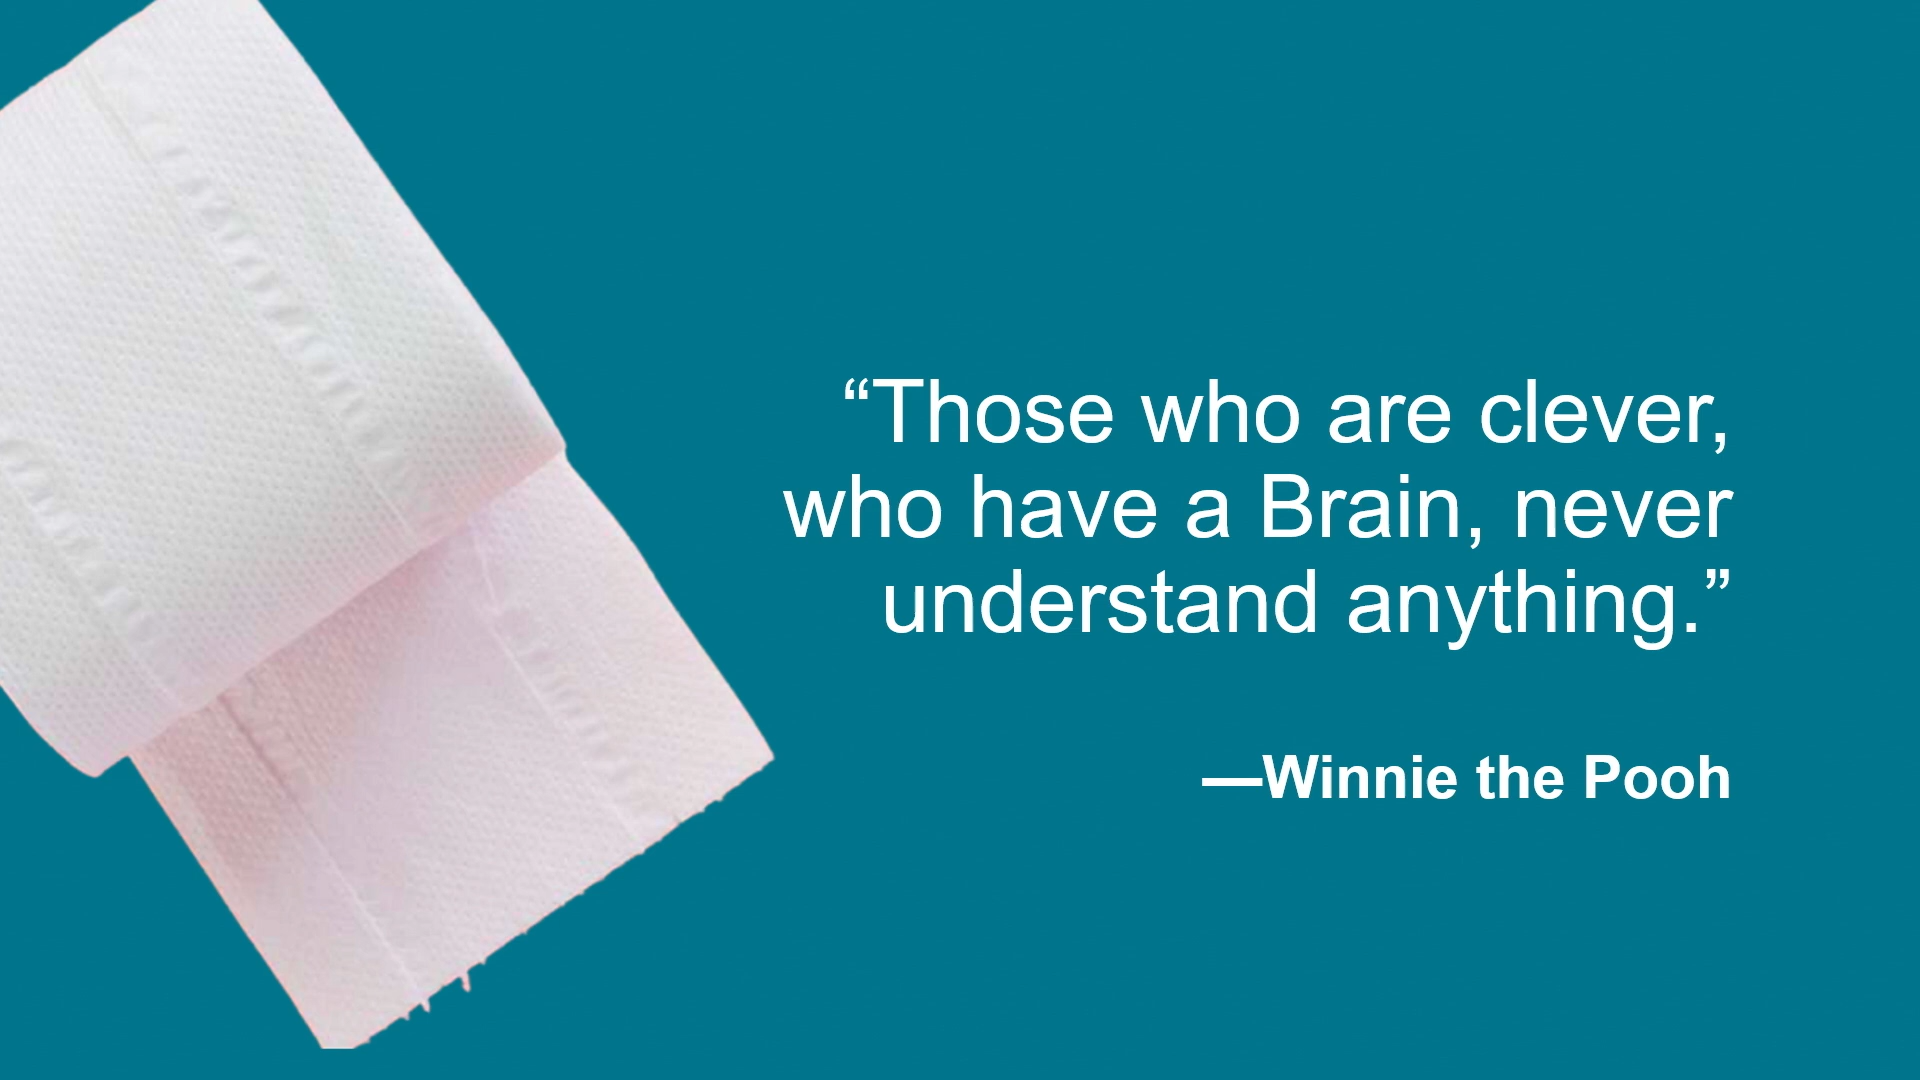 “Those who are clever,
who have a Brain, never
understand anything.”
—Winnie the Pooh